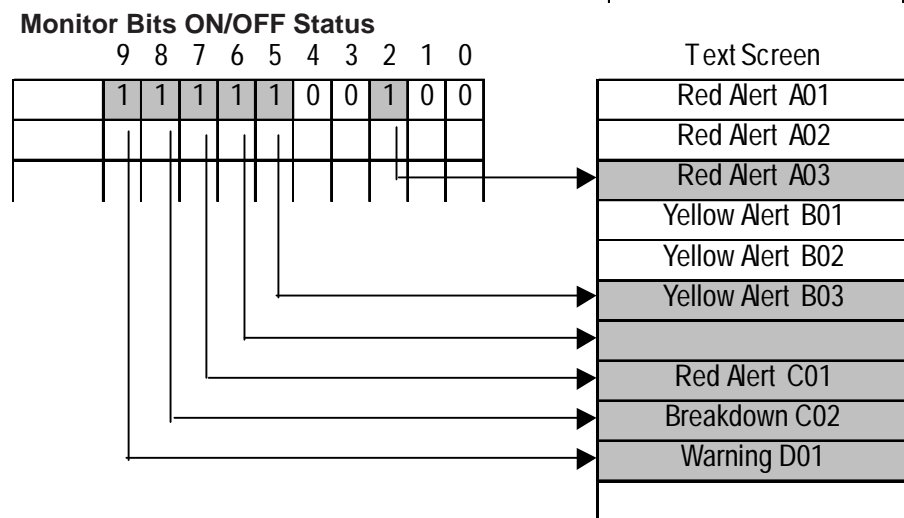 Monitor Bits ON/OFF Status
9 8 7 6 5 4 3 2 1 0
Text Screen
1 1 1 1 1 0 0 1 0 0
Red Alert A01
Red Alert A02
Red Alert A03
Yellow Alert B01
Yellow Alert B02
Yellow Alert B03
Red Alert C01
Breakdown C02
Warning D01